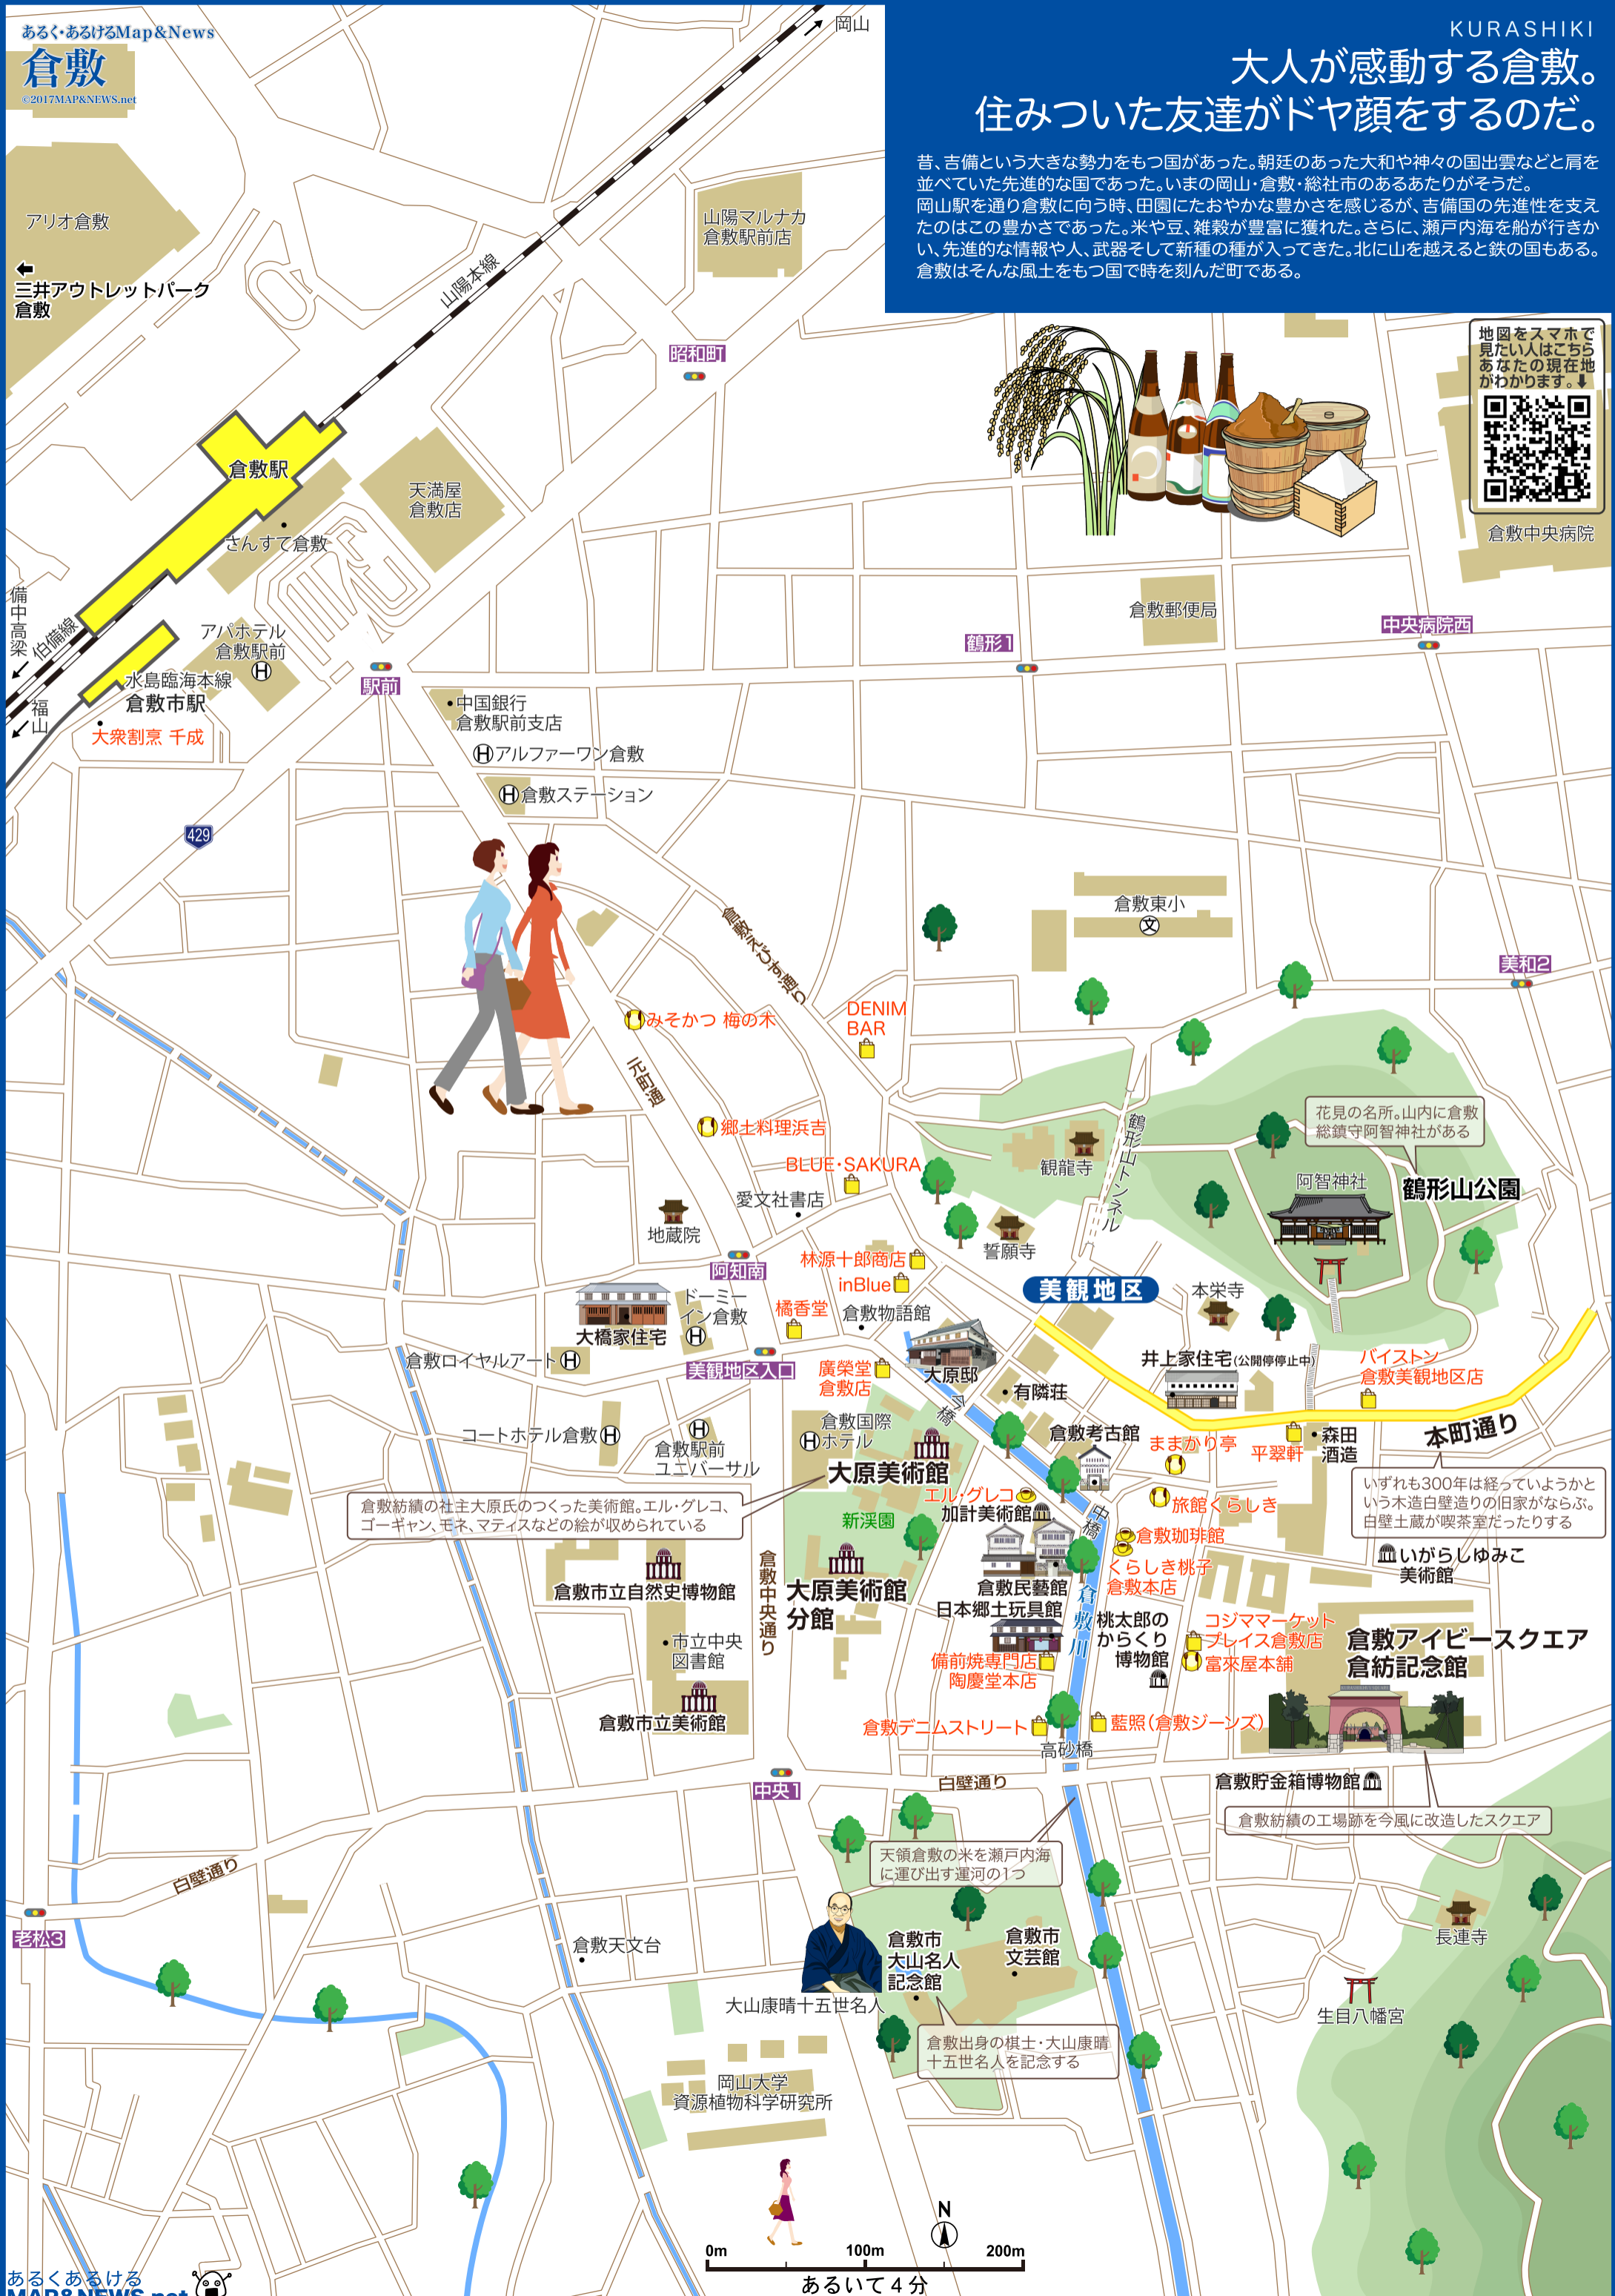 あるく・あるけるMap&News
倉敷
©2017MAP&NEWS.net
岡山
KURASHIKI
大人が感動する倉敷。
住みついた友達がドヤ顔をするのだ。
昔、吉備という大きな勢力をもつ国があった。朝廷のあった大和や神々の国出雲などと肩を
並べていた先進的な国であった。いまの岡山・倉敷・総社市のあるあたりがそうだ。
岡山駅を通り倉敷に向う時、田園にたおやかな豊かさを感じるが、吉備国の先進性を支え
たのはこの豊かさであった。米や豆、雑穀が豊富に獲れた。さらに、瀬戸内海を船が行きか
い、先進的な情報や人、武器そして新種の種が入ってきた。北に山を越えると鉄の国もある。
倉敷はそんな風土をもつ国で時を刻んだ町である。
アリオ倉敷
三井アウトレットパーク
倉敷
山陽マルナカ
倉敷駅前店
山陽本線
昭和町
地図をスマホで
見たい人はこちら
あなたの現在地
がわかります。
倉敷中央病院
倉敷駅
天満屋
倉敷店
さんすて倉敷
備中高梁
伯備線
福山
アパホテル
倉敷駅前
水島臨海本線
倉敷市駅
大衆割烹 千成
駅前
倉敷郵便局
鶴形1
中央病院西
中国銀行
倉敷駅前支店
アルファーワン倉敷
倉敷ステーション
429
倉敷えびす通り
倉敷東小
文
美和2
みそかつ 梅の木
DENIM
BAR
元町通
郷土料理浜吉
BLUE・SAKURA
愛文社書店
地蔵院
阿知南
観龍寺
鶴形山トンネル
花見の名所。山内に倉敷
総鎮守阿智神社がある
阿智神社
鶴形山公園
誓願寺
林源十郎商店
inBlue
美観地区
本栄寺
大橋家住宅
ドーミー
イン倉敷
橘香堂
倉敷物語館
倉敷ロイヤルアート
美観地区入口
廣榮堂
倉敷店
大原邸
有隣荘
今橋
井上家住宅(公開停停止中)
バイストン
倉敷美観地区店
コートホテル倉敷
倉敷駅前
ユニバーサル
倉敷国際
ホテル
倉敷考古館
ままかり亭
平翠軒
森田
酒造
本町通り
大原美術館
倉敷紡績の社主大原氏のつくった美術館。エル・グレコ、
ゴーギャン、モネ、マティスなどの絵が収められている
エル・グレコ
加計美術館
新渓園
中橋
旅館くらしき
倉敷珈琲館
くらしき桃子
倉敷本店
いずれも300年は経っていようかと
いう木造白壁造りの旧家がならぶ。
白壁土蔵が喫茶室だったりする
いがらしゆみこ
美術館
倉敷市立自然史博物館
倉敷中央通り
大原美術館
分館
倉敷民藝館
日本郷土玩具館
倉敷川
桃太郎の
からくり
博物館
コジママーケット
プレイス倉敷店
富來屋本舗
倉敷アイビースクエア
倉紡記念館
市立中央
図書館
備前焼専門店
陶慶堂本店
倉敷市立美術館
倉敷デニムストリート
藍照(倉敷ジーンズ)
高砂橋
中央1
白壁通り
倉敷貯金箱博物館
倉敷紡績の工場跡を今風に改造したスクエア
天領倉敷の米を瀬戸内海
に運び出す運河の1つ
白壁通り
老松3
倉敷天文台
倉敷市
大山名人
記念館
倉敷市
文芸館
長連寺
生目八幡宮
大山康晴十五世名人
倉敷出身の棋士・大山康晴
十五世名人を記念する
岡山大学
資源植物科学研究所
N
0m
100m
200m
あるいて4分
あるくあるける
MAP&NEWS.net